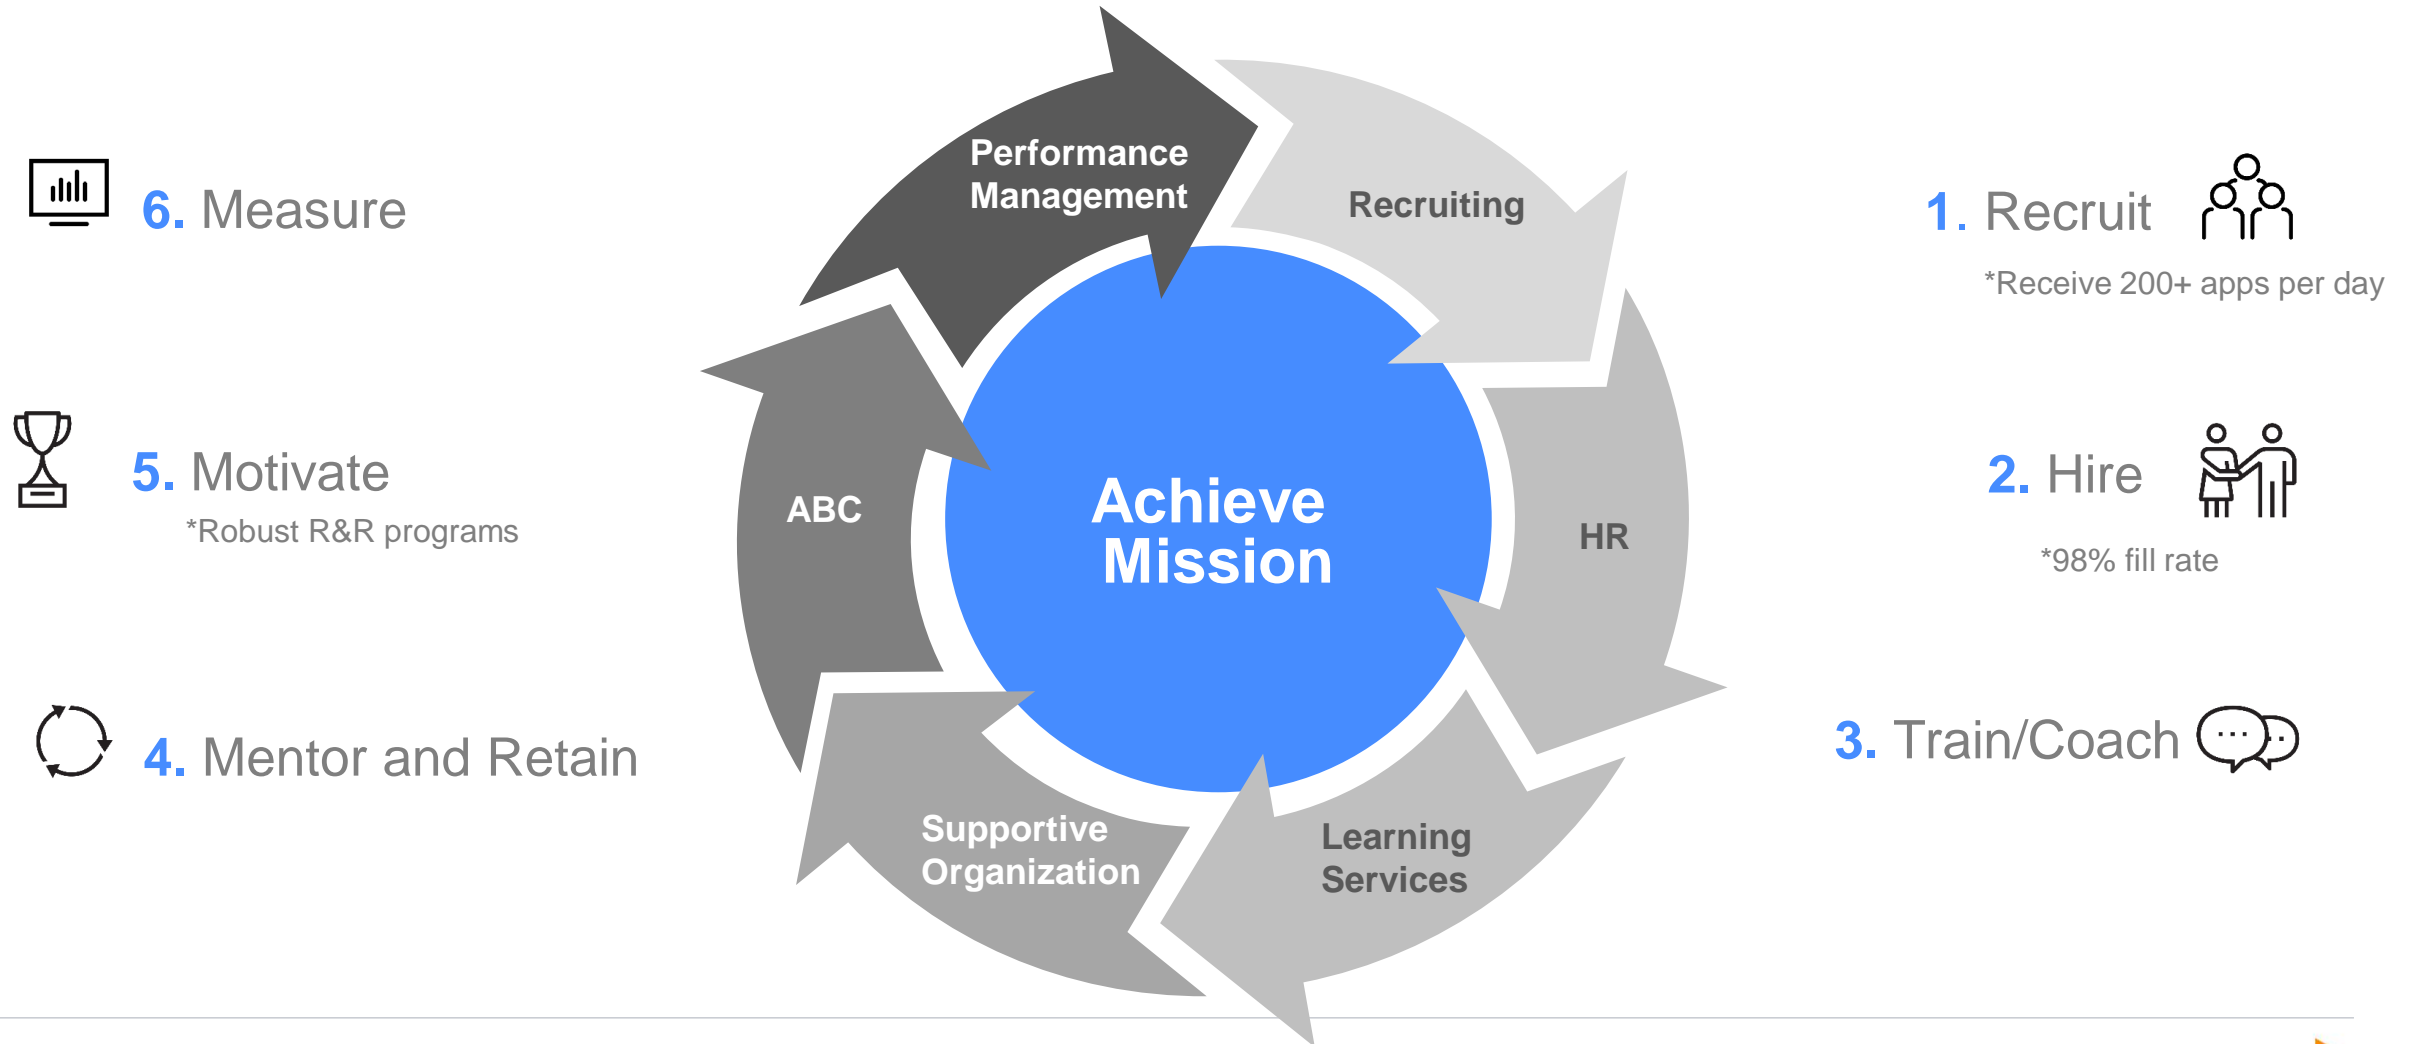 Performance
Management
Recruiting
HR
Learning
Services
Supportive
Organization
ABC
Achieve
Mission
1. Recruit
*Receive 200+ apps per day
2. Hire
*98% fill rate
3. Train/Coach
4. Mentor and Retain
5. Motivate
*Robust R&R programs
6. Measure